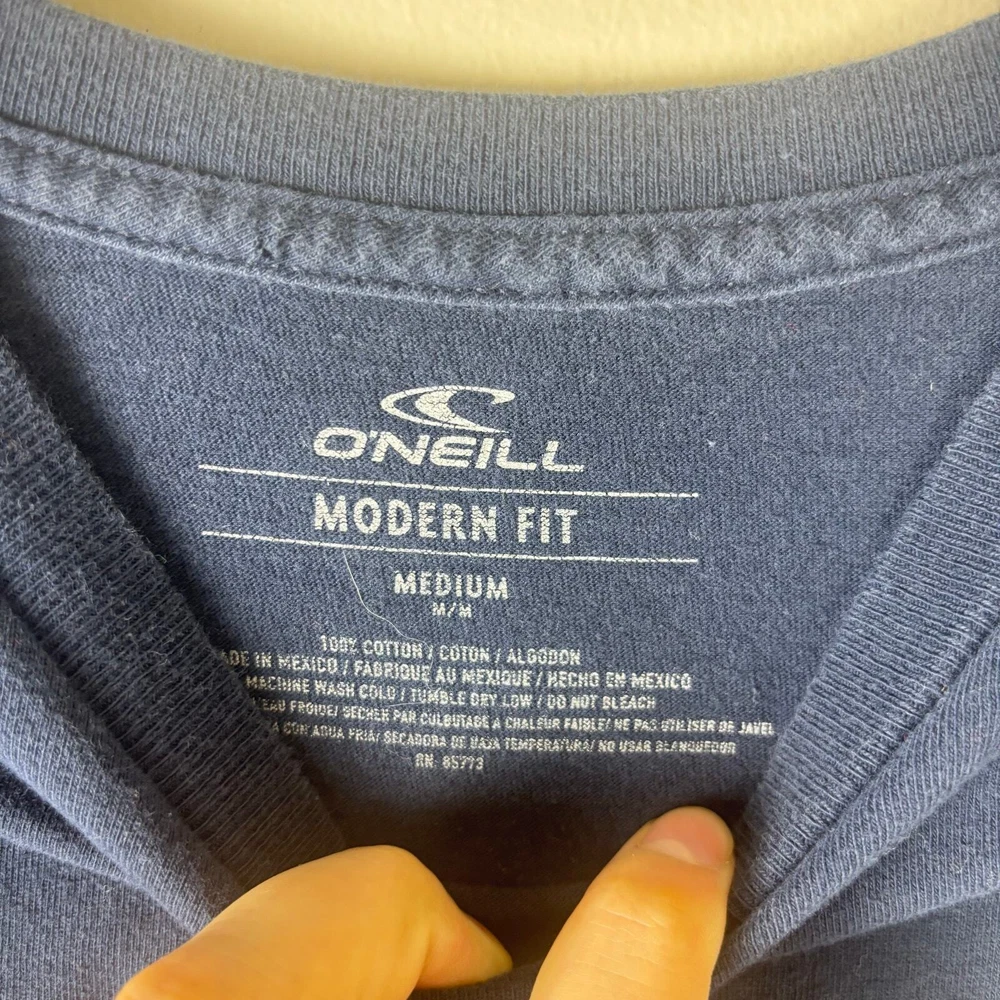 O'NEILL
MODERN FIT
MEDIUM
M/M
100% COTTON / COTON / ALGODON
ADE IN MEXICO / FABRIQUE AU MEXIQUE / HECHO EN MEXICO
MACHINE WASH COLD / TUMBLE DRY LOW / DO NOT BLEACH
EAU FROIDE/ SECHER PAR CULBUTAGE A CHALEUR FAIBLE/ NE PAS UTILISER DE JAVEL
A CON AGUA FRIA/ SECADORA DE BAJA TEMPERATURA/ NO USAR BLANQUEDOR
RN. 85773